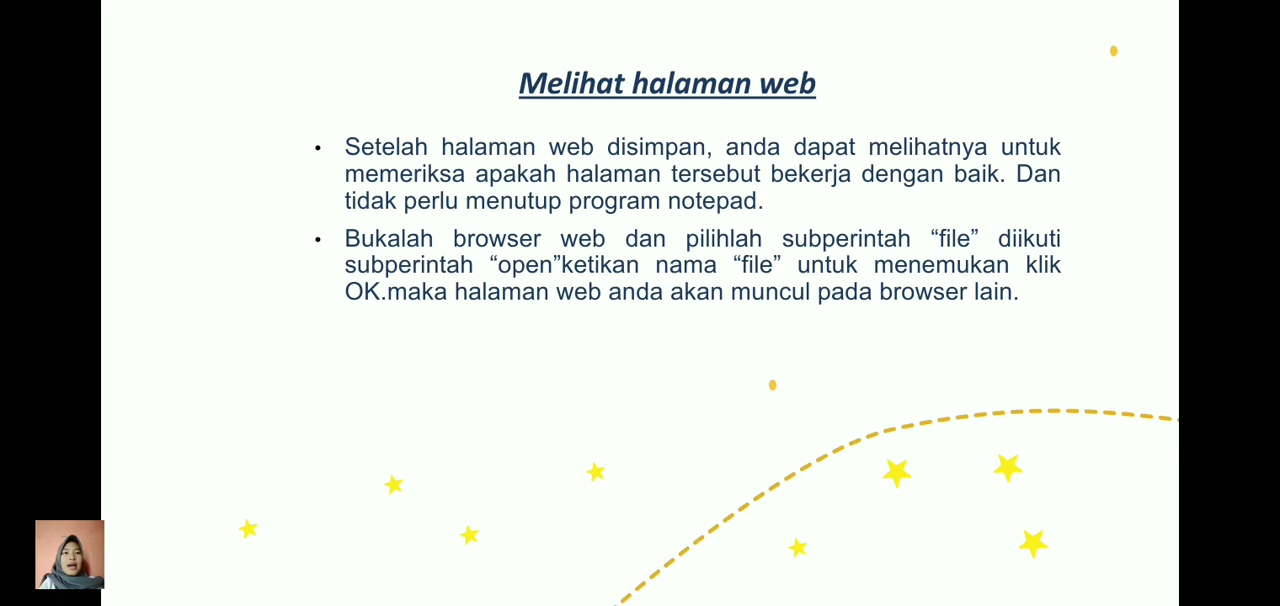 Melihat halaman web
• Setelah halaman web disimpan, anda dapat melihatnya untuk
memeriksa apakah halaman tersebut bekerja dengan baik. Dan
tidak perlu menutup program notepad.
• Bukalah browser web dan pilihlah subperintah “file” diikuti
subperintah “open”ketikan nama “file” untuk menemukan klik
OK.maka halaman web anda akan muncul pada browser lain.